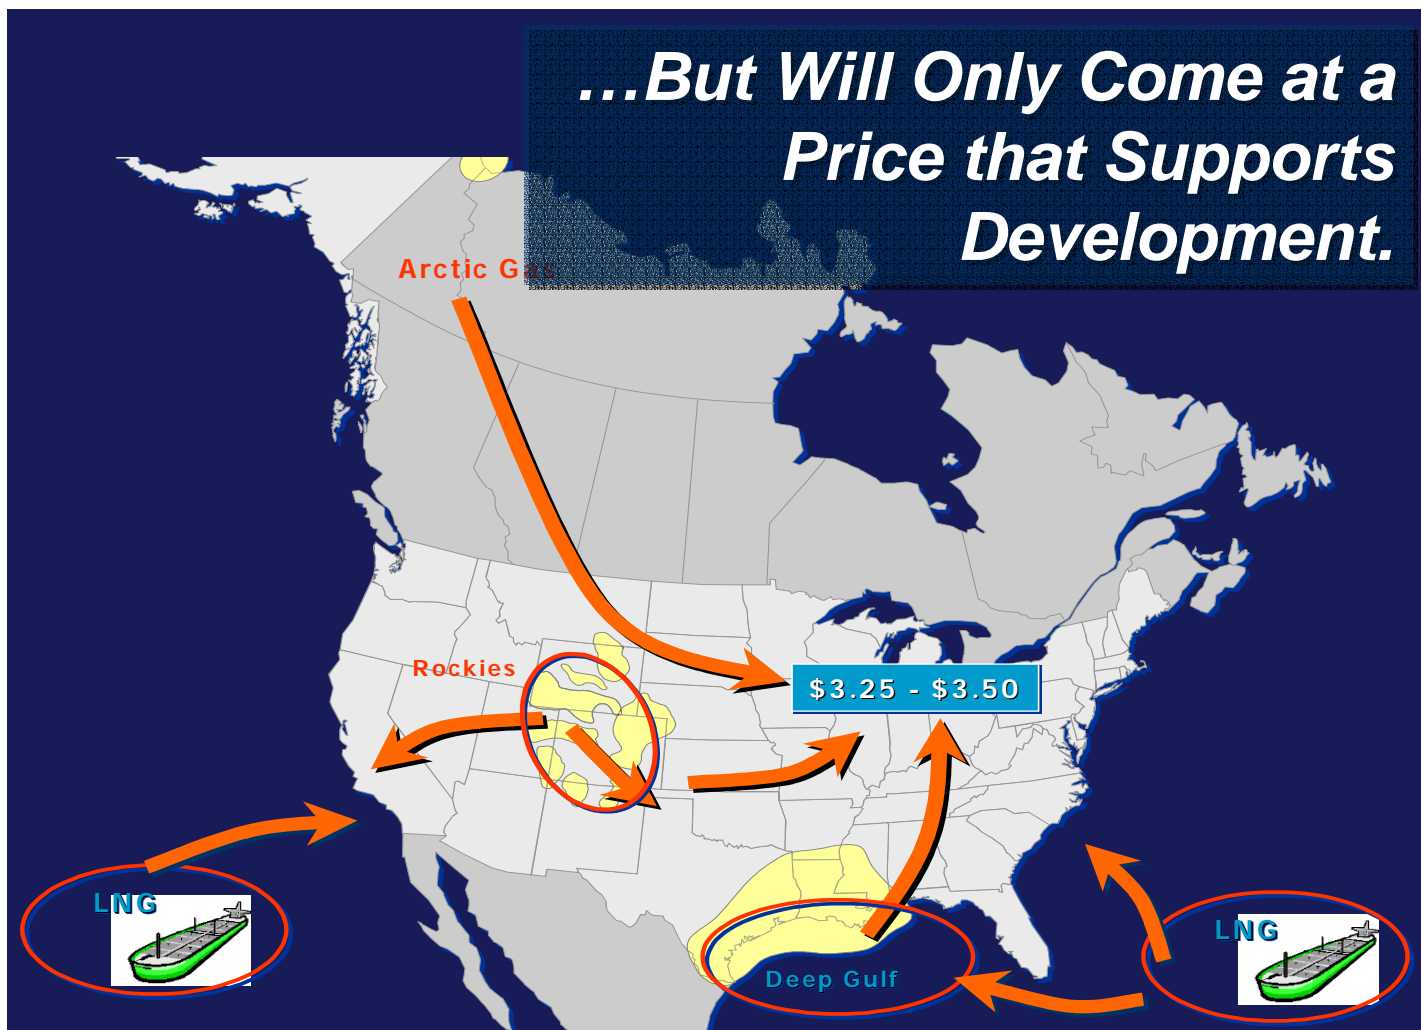 …But Will Only Come at a
Price that Supports
Development.
Arctic Gas
Rockies
$3.25 - $3.50
LNG
LNG
Deep Gulf